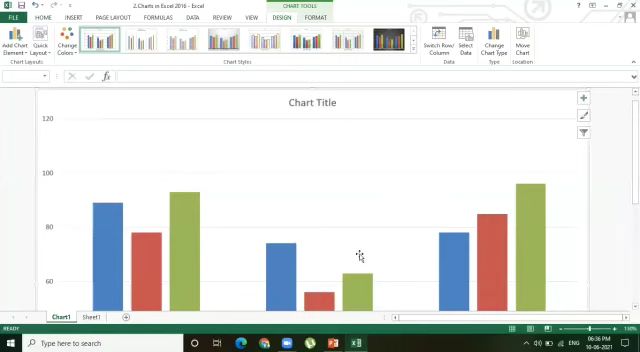 2.Charts in Excel 2016 - Excel
CHART TOOLS
FILE HOME INSERT PAGE LAYOUT FORMULAS DATA REVIEW VIEW DESIGN FORMAT
Add Chart Element Quick Layout Change Colors Switch Row/Column Select Data Change Chart Type Move Chart
Chart Layouts Chart Styles Data Type Location
fx
Chart Title
120
100
80
60
Chart1 Sheet1
READY 150%
Type here to search
ENG 06:36 PM
10-06-2021